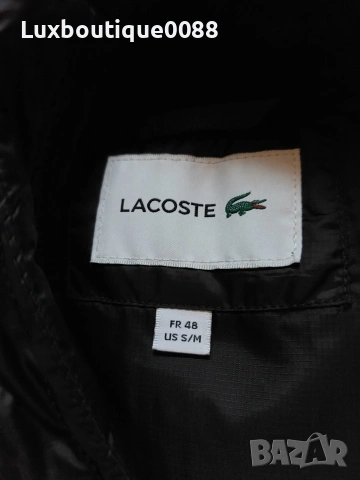 Luxboutique0088
LACOSTE
FR 48
US S/M
BAZAR